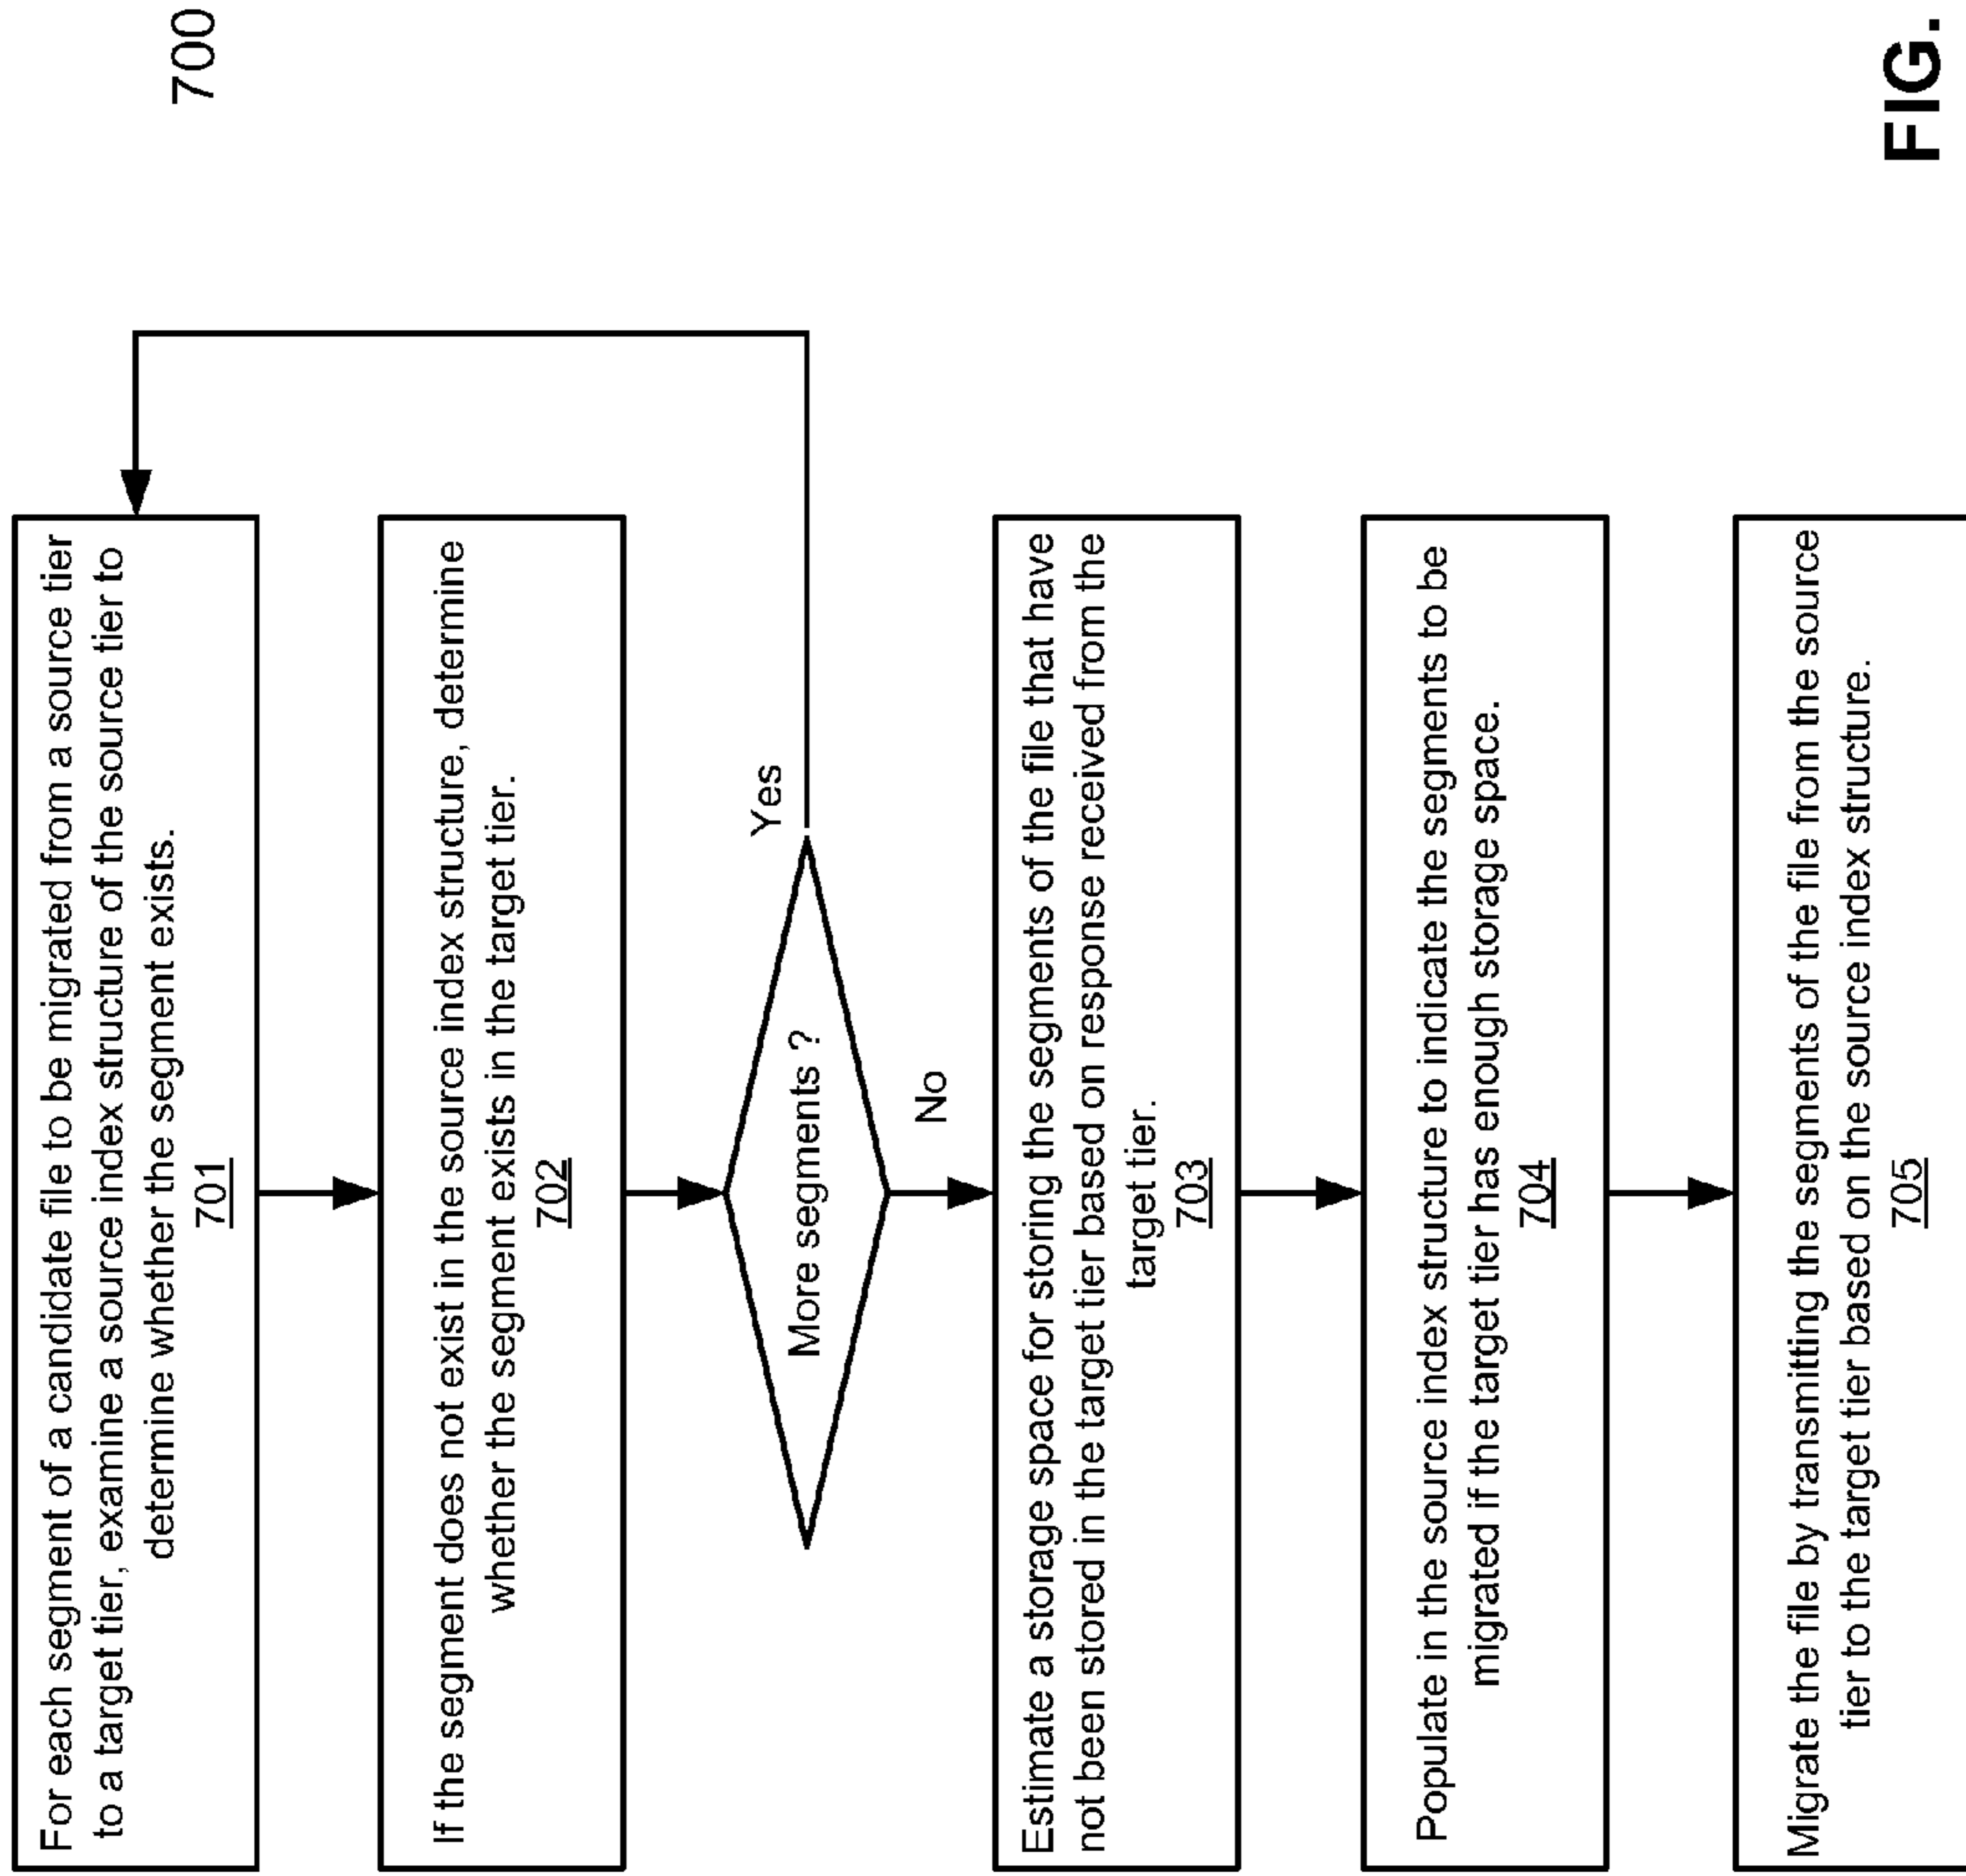 700
For each segment of a candidate file to be migrated from a source tier
to a target tier, examine a source index structure of the source tier to
determine whether the segment exists.
701
If the segment does not exist in the source index structure, determine
whether the segment exists in the target tier.
702
More segments ?
Yes
No
Estimate a storage space for storing the segments of the file that have
not been stored in the target tier based on response received from the
target tier.
703
Populate in the source index structure to indicate the segments to be
migrated if the target tier has enough storage space.
704
Migrate the file by transmitting the segments of the file from the source
tier to the target tier based on the source index structure.
705
FIG.